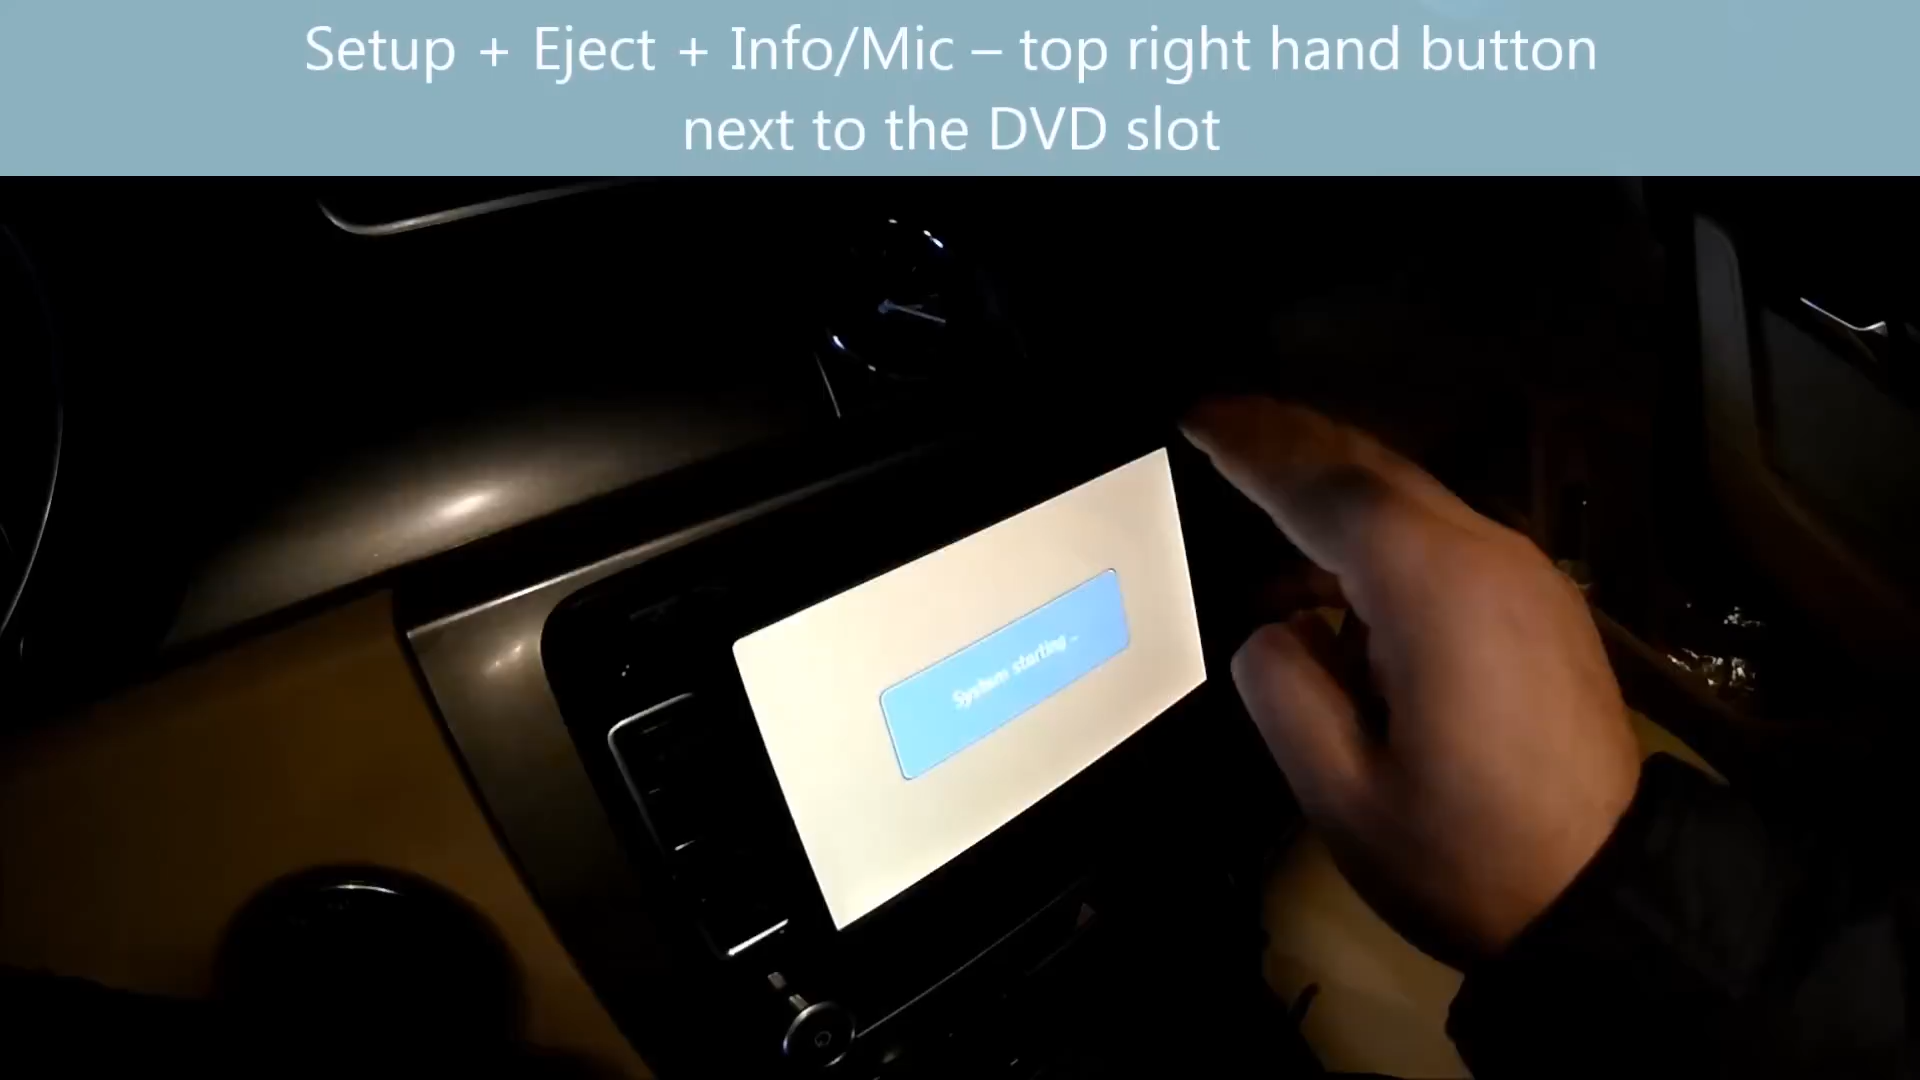 Setup + Eject + Info/Mic – top right hand button
next to the DVD slot
System starting ..